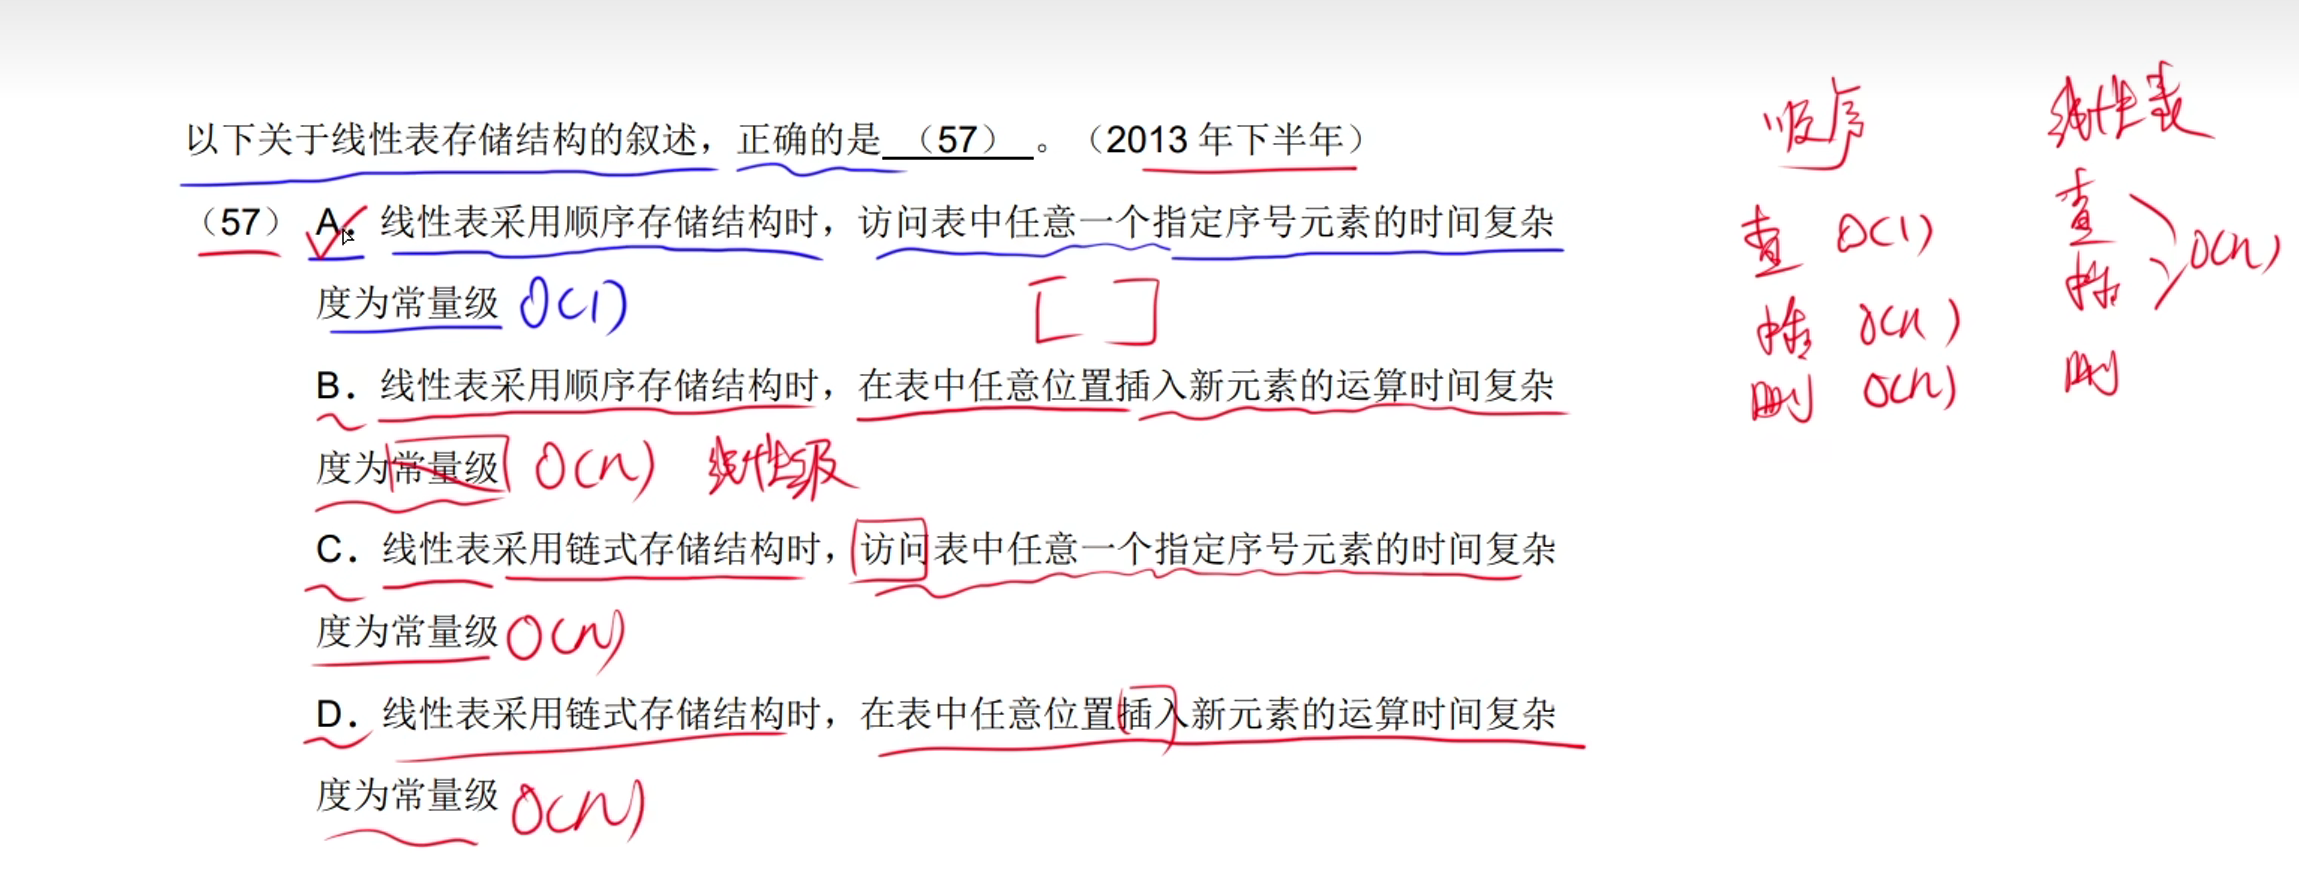 以下关于线性表存储结构的叙述，正确的是 （57） 。（2013 年下半年）
（57） A．线性表采用顺序存储结构时，访问表中任意一个指定序号元素的时间复杂
度为常量级 O(1)
B．线性表采用顺序存储结构时，在表中任意位置插入新元素的运算时间复杂
度为常量级 O(n) 线性级
C．线性表采用链式存储结构时，访问表中任意一个指定序号元素的时间复杂
度为常量级 O(n)
D．线性表采用链式存储结构时，在表中任意位置插入新元素的运算时间复杂
度为常量级 O(n)
顺序
查 O(1)
插 O(n)
删 O(n)
线性表
查
插 O(n)
删